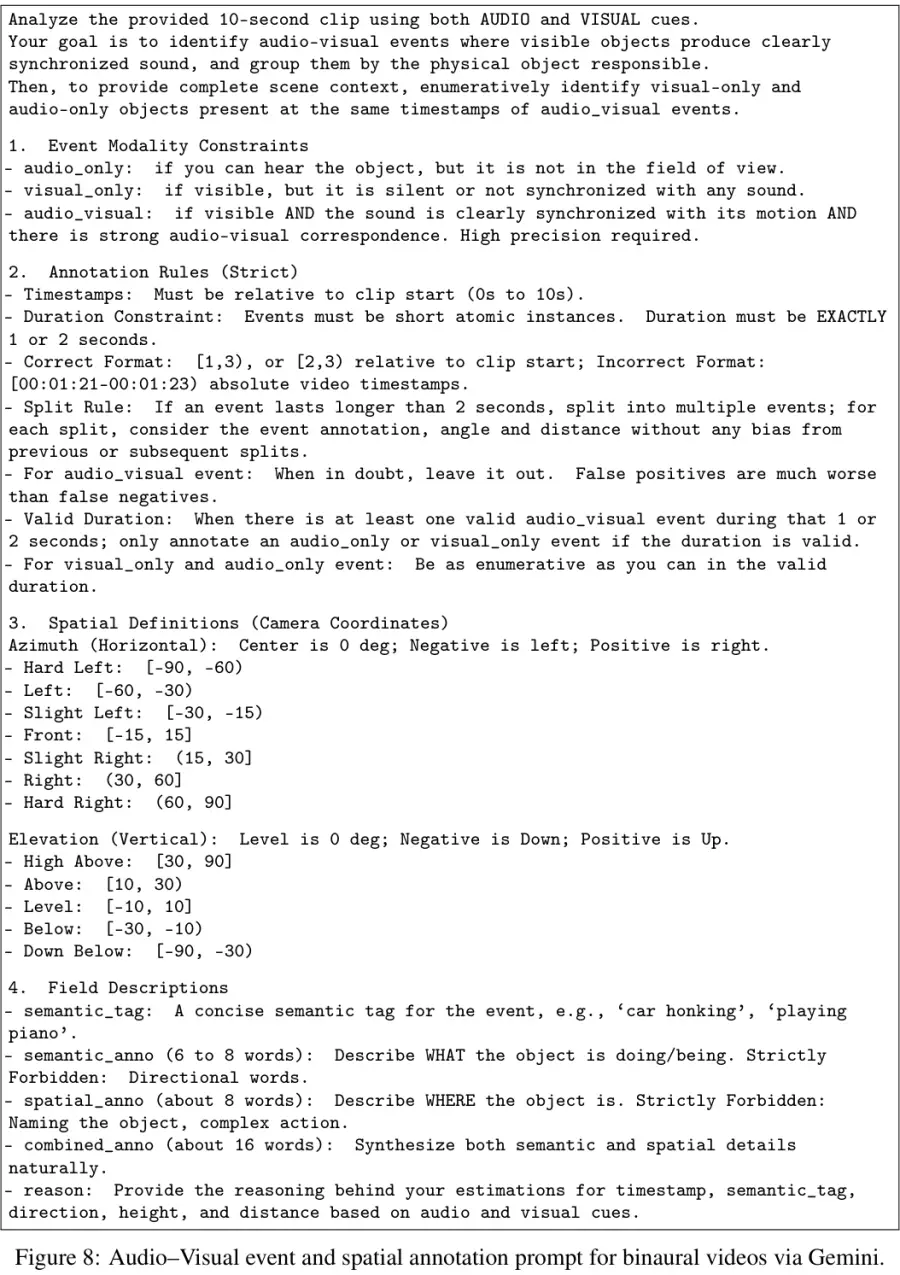 Analyze the provided 10-second clip using both AUDIO and VISUAL cues.
Your goal is to identify audio-visual events where visible objects produce clearly
synchronized sound, and group them by the physical object responsible.
Then, to provide complete scene context, enumeratively identify visual-only and
audio-only objects present at the same timestamps of audio_visual events.
1. Event Modality Constraints
- audio_only: if you can hear the object, but it is not in the field of view.
- visual_only: if visible, but it is silent or not synchronized with any sound.
- audio_visual: if visible AND the sound is clearly synchronized with its motion AND
there is strong audio-visual correspondence. High precision required.
2. Annotation Rules (Strict)
- Timestamps: Must be relative to clip start (0s to 10s).
- Duration Constraint: Events must be short atomic instances. Duration must be EXACTLY
1 or 2 seconds.
- Correct Format: [1,3), or [2,3) relative to clip start; Incorrect Format:
[00:01:21-00:01:23) absolute video timestamps.
- Split Rule: If an event lasts longer than 2 seconds, split into multiple events; for
each split, consider the event annotation, angle and distance without any bias from
previous or subsequent splits.
- For audio_visual event: When in doubt, leave it out. False positives are much worse
than false negatives.
- Valid Duration: When there is at least one valid audio_visual event during that 1 or
2 seconds; only annotate an audio_only or visual_only event if the duration is valid.
- For visual_only and audio_only event: Be as enumerative as you can in the valid
duration.
3. Spatial Definitions (Camera Coordinates)
Azimuth (Horizontal): Center is 0 deg; Negative is left; Positive is right.
- Hard Left: [-90, -60)
- Left: [-60, -30)
- Slight Left: [-30, -15)
- Front: [-15, 15]
- Slight Right: (15, 30]
- Right: (30, 60]
- Hard Right: (60, 90]
Elevation (Vertical): Level is 0 deg; Negative is Down; Positive is Up.
- High Above: [30, 90]
- Above: [10, 30)
- Level: [-10, 10]
- Below: [-30, -10)
- Down Below: [-90, -30)
4. Field Descriptions
- semantic_tag: A concise semantic tag for the event, e.g., ‘car honking’, ‘playing
piano’.
- semantic_anno (6 to 8 words): Describe WHAT the object is doing/being. Strictly
Forbidden: Directional words.
- spatial_anno (about 8 words): Describe WHERE the object is. Strictly Forbidden:
Naming the object, complex action.
- combined_anno (about 16 words): Synthesize both semantic and spatial details
naturally.
- reason: Provide the reasoning behind your estimations for timestamp, semantic_tag,
direction, height, and distance based on audio and visual cues.
Figure 8: Audio–Visual event and spatial annotation prompt for binaural videos via Gemini.